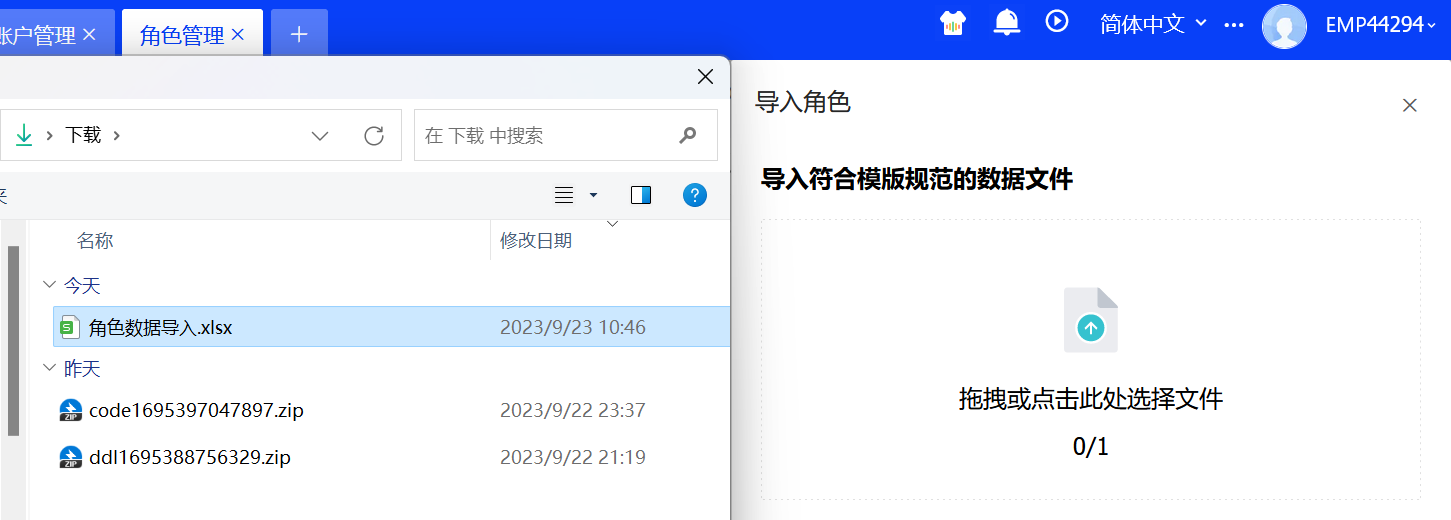 账户管理
角色管理
简体中文
EMP44294
下载
在 下载 中搜索
名称
修改日期
今天
角色数据导入.xlsx
2023/9/23 10:46
昨天
code1695397047897.zip
2023/9/22 23:37
ddl1695388756329.zip
2023/9/22 21:19
导入角色
导入符合模版规范的数据文件
拖拽或点击此处选择文件
0/1